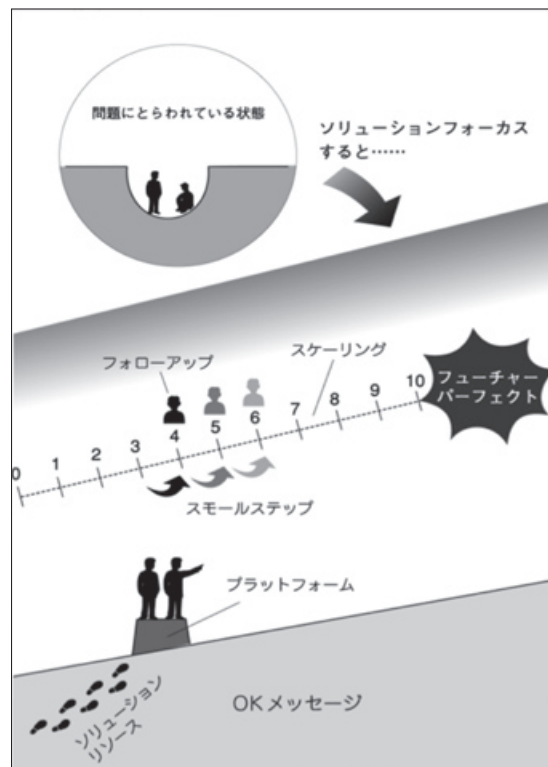 問題にとらわれている状態
ソリューションフォーカス
すると……
フォローアップ
スケーリング
フューチャー
パーフェクト
0 1 2 3 4 5 6 7 8 9 10
スモールステップ
プラットフォーム
OKメッセージ
ソリューション
リソース